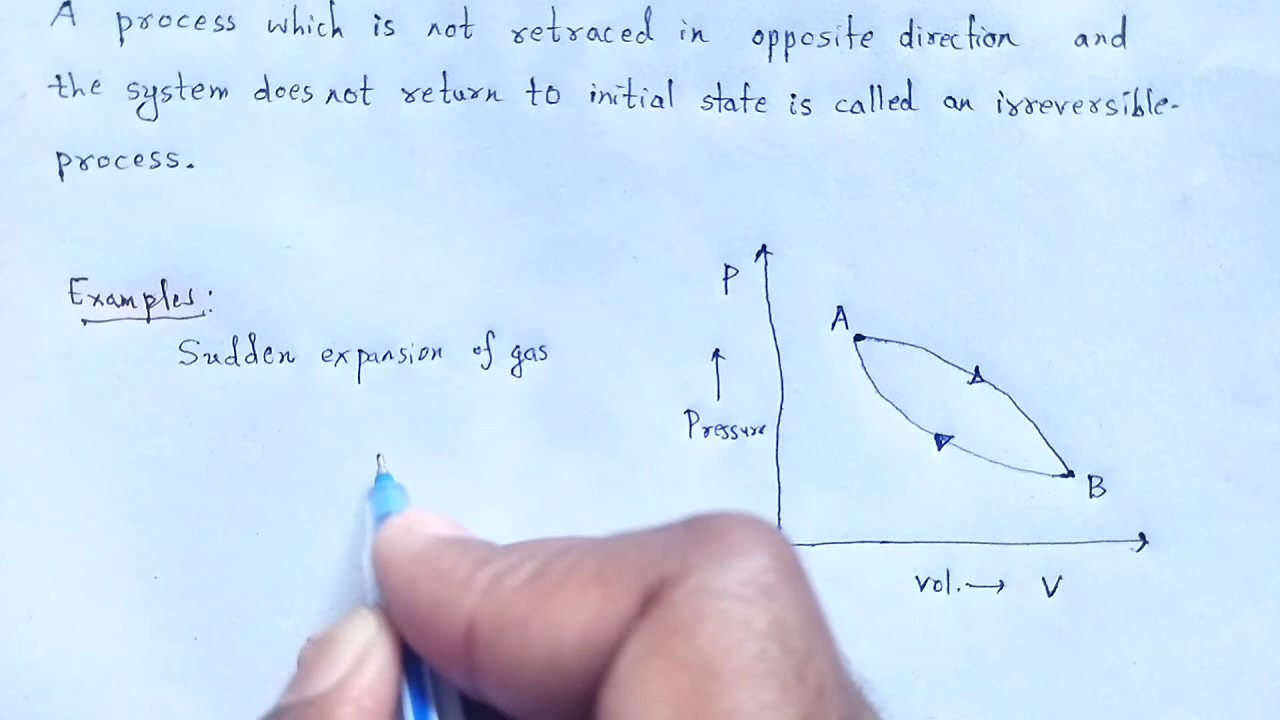 A process which is not retraced in opposite direction and
the system does not return to initial state is called an irreversible-
process.
Examples:
Sudden expansion of gas
P
A
Pressure
B
vol. → V